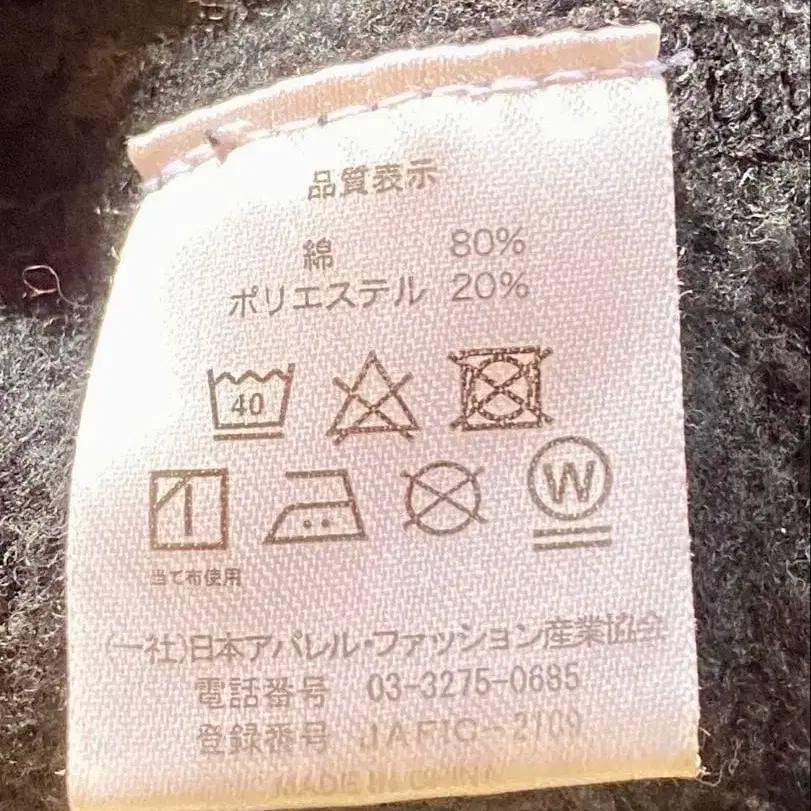 品質表示
綿 80%
ポリエステル 20%
40
W
当て布使用
(一社)日本アパレル・ファッション産業協会
電話番号 03-3275-0685
登録番号 JAFIC-2109
MADE IN CHINA